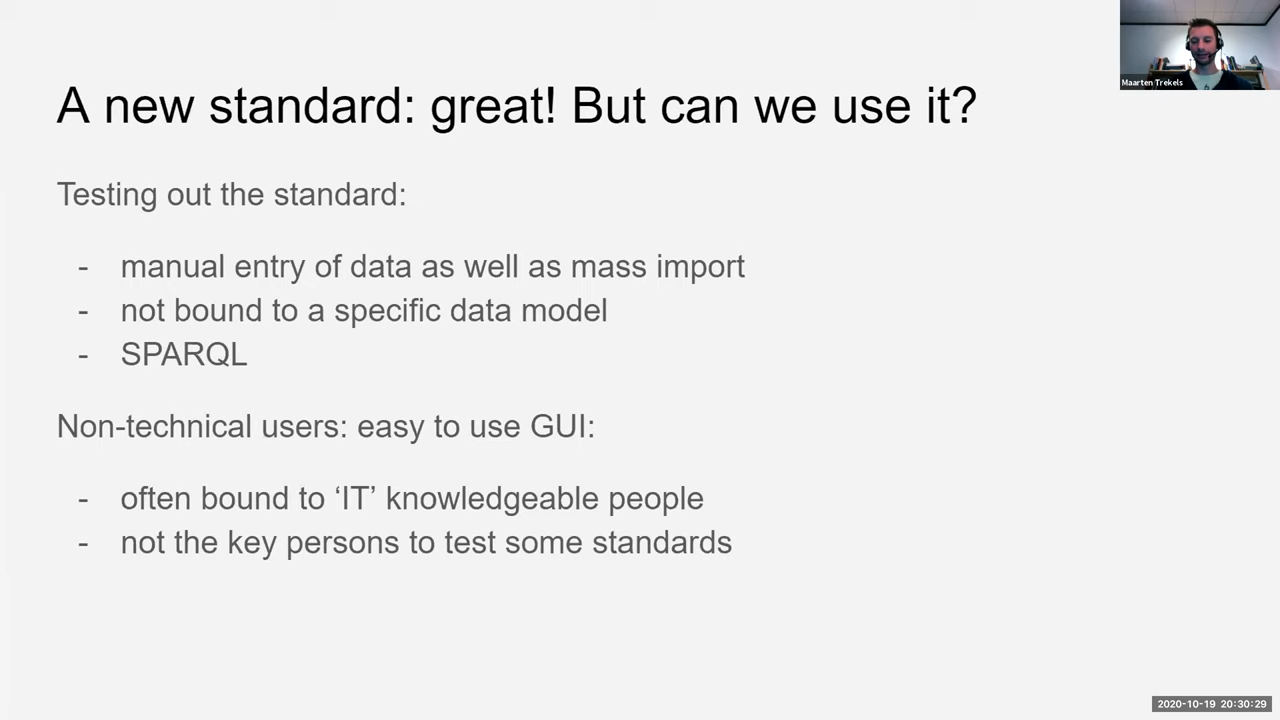 Maarten Trekels
A new standard: great! But can we use it?
Testing out the standard:
- manual entry of data as well as mass import
- not bound to a specific data model
- SPARQL
Non-technical users: easy to use GUI:
- often bound to ‘IT’ knowledgeable people
- not the key persons to test some standards
2020-10-19 20:30:29